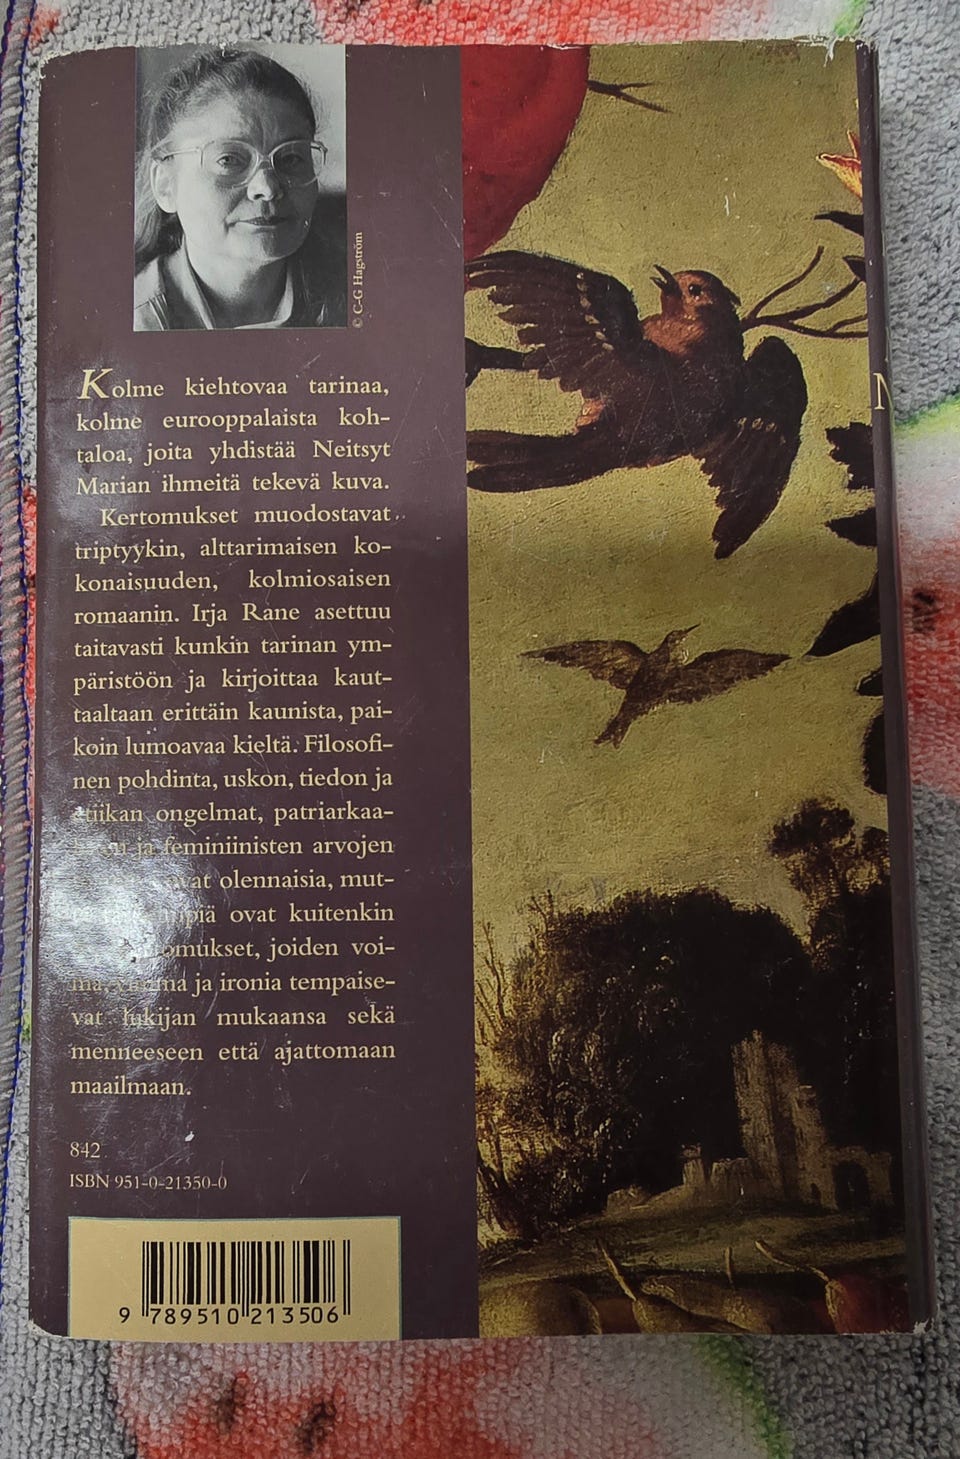 © C-G Hagström
Kolme kiehtovaa tarinaa,
kolme eurooppalaista koh-
taloa, joita yhdistää Neitsyt
Marian ihmeitä tekevä kuva.
Kertomukset muodostavat
triptyykin, alttarimaisen ko-
konaisuuden, kolmiosaisen
romaanin. Irja Rane asettuu
taitavasti kunkin tarinan ym-
päristöön ja kirjoittaa kaut-
taaltaan erittäin kaunista, pai-
koin lumoavaa kieltä. Filosofi-
nen pohdinta, uskon, tiedon ja
etiikan ongelmat, patriarkaa-
ja feminiinisten arvojen
olennaisia, mut-
ovat kuitenkin
joiden voi-
ja ironia tempaise-
vat lukijan mukaansa sekä
menneeseen että ajattomaan
maailmaan.
842
ISBN 951-0-21350-0
9 789510 213506
N